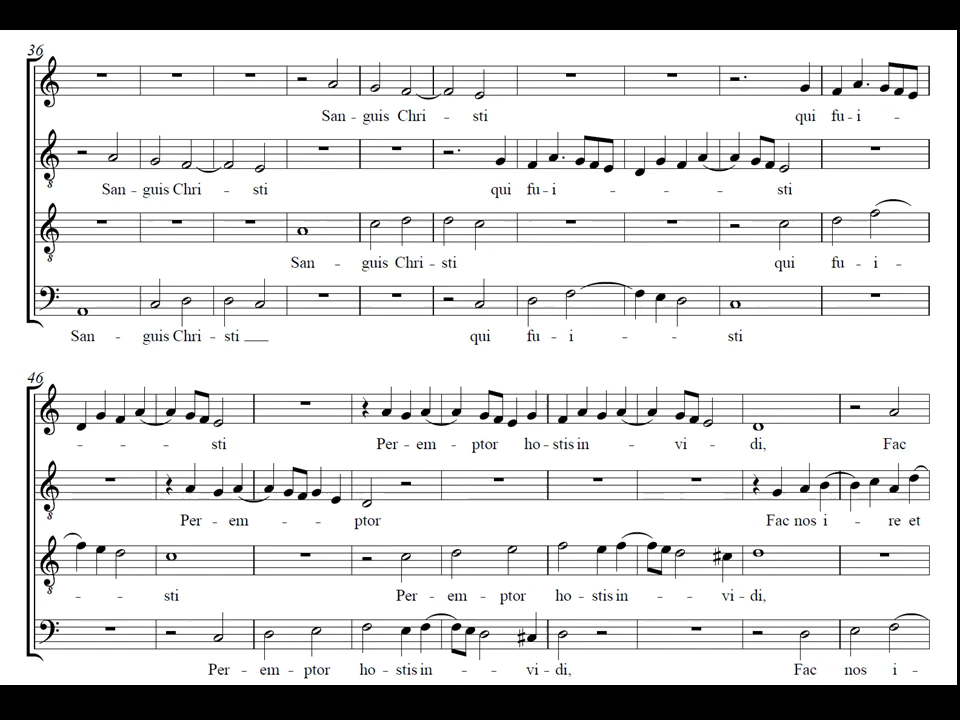 36
San - guis Chri - sti qui fu - i -
San - guis Chri - sti qui fu - i - - - sti
San - guis Chri - sti qui fu - i -
San - guis Chri - sti qui fu - i - - sti
46
- - - sti Per - em - ptor ho - stis in - vi - di, Fac
Per - em - - - ptor Fac nos i - re et
- - sti Per - em - ptor ho - stis in - - vi - di,
Per - em - ptor ho - stis in - - vi - di, Fac nos i -